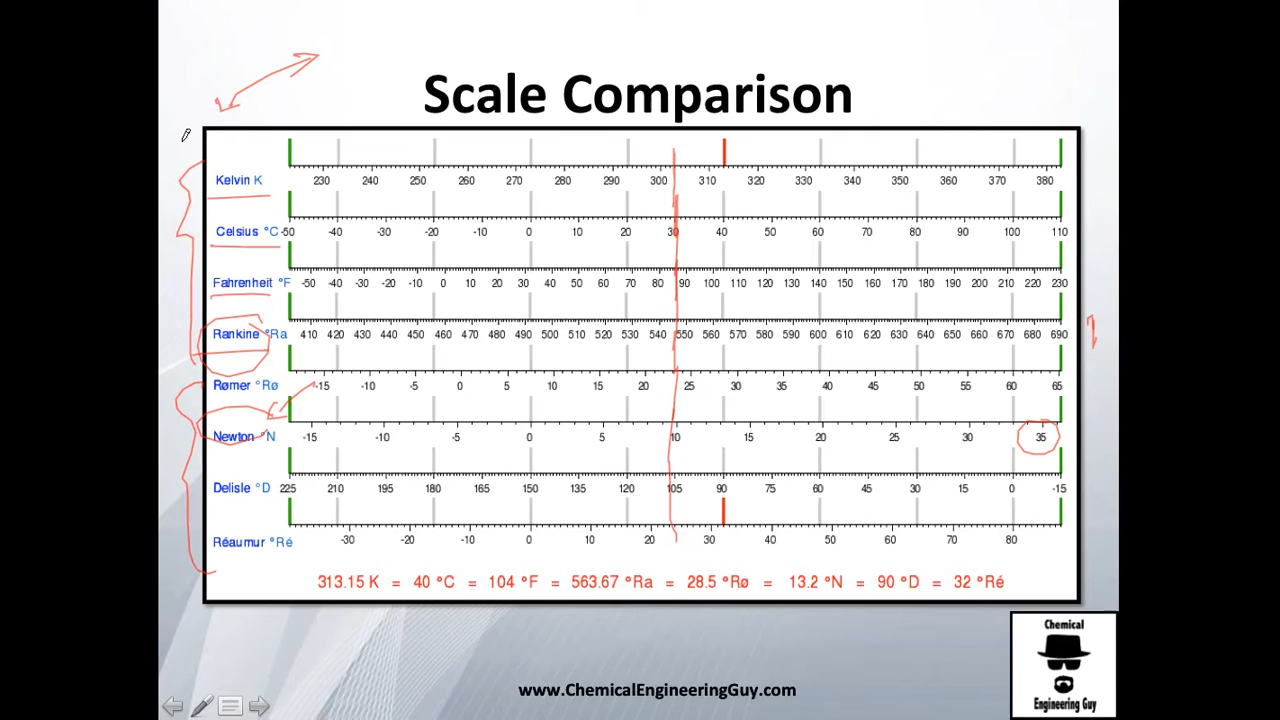 Scale Comparison
Kelvin K 230 240 250 260 270 280 290 300 310 320 330 340 350 360 370 380
Celsius °C -50 -40 -30 -20 -10 0 10 20 30 40 50 60 70 80 90 100 110
Fahrenheit °F -50 -40 -30 -20 -10 0 10 20 30 40 50 60 70 80 90 100 110 120 130 140 150 160 170 180 190 200 210 220 230
Rankine °Ra 410 420 430 440 450 460 470 480 490 500 510 520 530 540 550 560 570 580 590 600 610 620 630 640 650 660 670 680 690
Rømer °Rø -15 -10 -5 0 5 10 15 20 25 30 35 40 45 50 55 60 65
Newton °N -15 -10 -5 0 5 10 15 20 25 30 35
Delisle °D 225 210 195 180 165 150 135 120 105 90 75 60 45 30 15 0 -15
Réaumur °Ré -30 -20 -10 0 10 20 30 40 50 60 70 80
313.15 K = 40 °C = 104 °F = 563.67 °Ra = 28.5 °Rø = 13.2 °N = 90 °D = 32 °Ré
Chemical
Engineering Guy
www.ChemicalEngineeringGuy.com